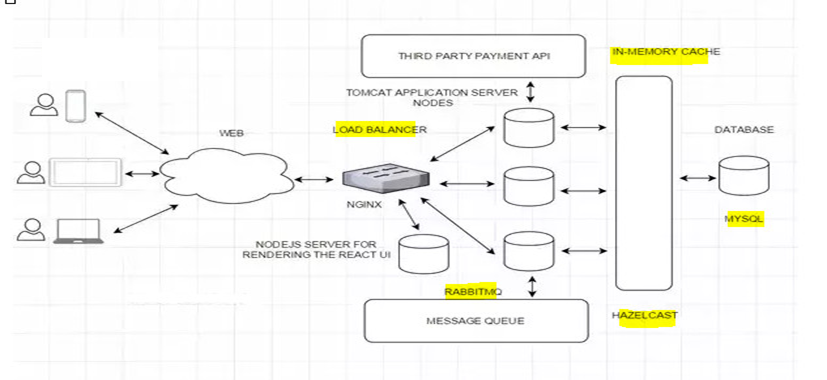 THIRD PARTY PAYMENT API
IN-MEMORY CACHE
TOMCAT APPLICATION SERVER
NODES
WEB
LOAD BALANCER
DATABASE
NGINX
MYSQL
NODEJS SERVER FOR
RENDERING THE REACT UI
RABBITMQ
MESSAGE QUEUE
HAZELCAST